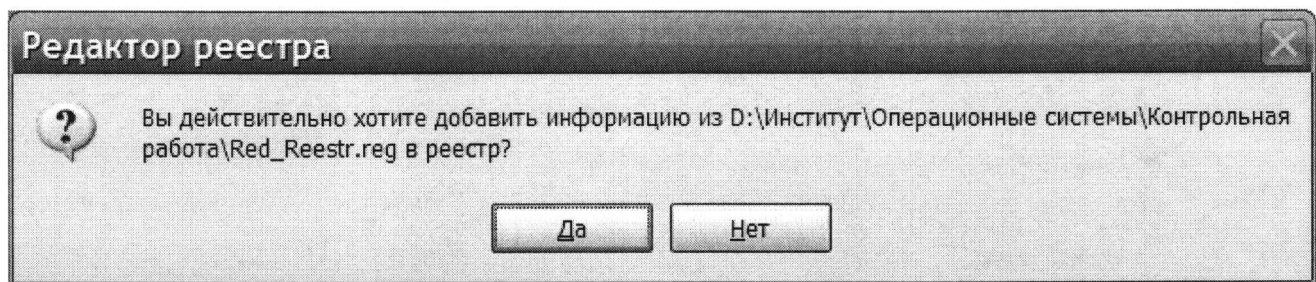 Редактор реестра
Вы действительно хотите добавить информацию из D:\Институт\Операционные системы\Контрольная
работа\Red_Reestr.reg в реестр?
Да
Нет